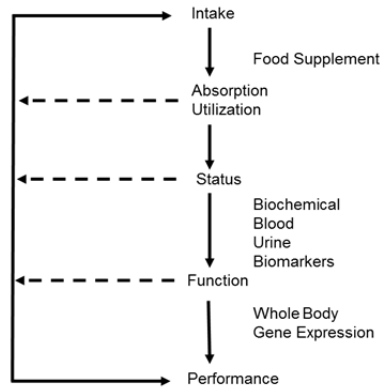 Intake
Food Supplement
Absorption
Utilization
Status
Biochemical
Blood
Urine
Biomarkers
Function
Whole Body
Gene Expression
Performance